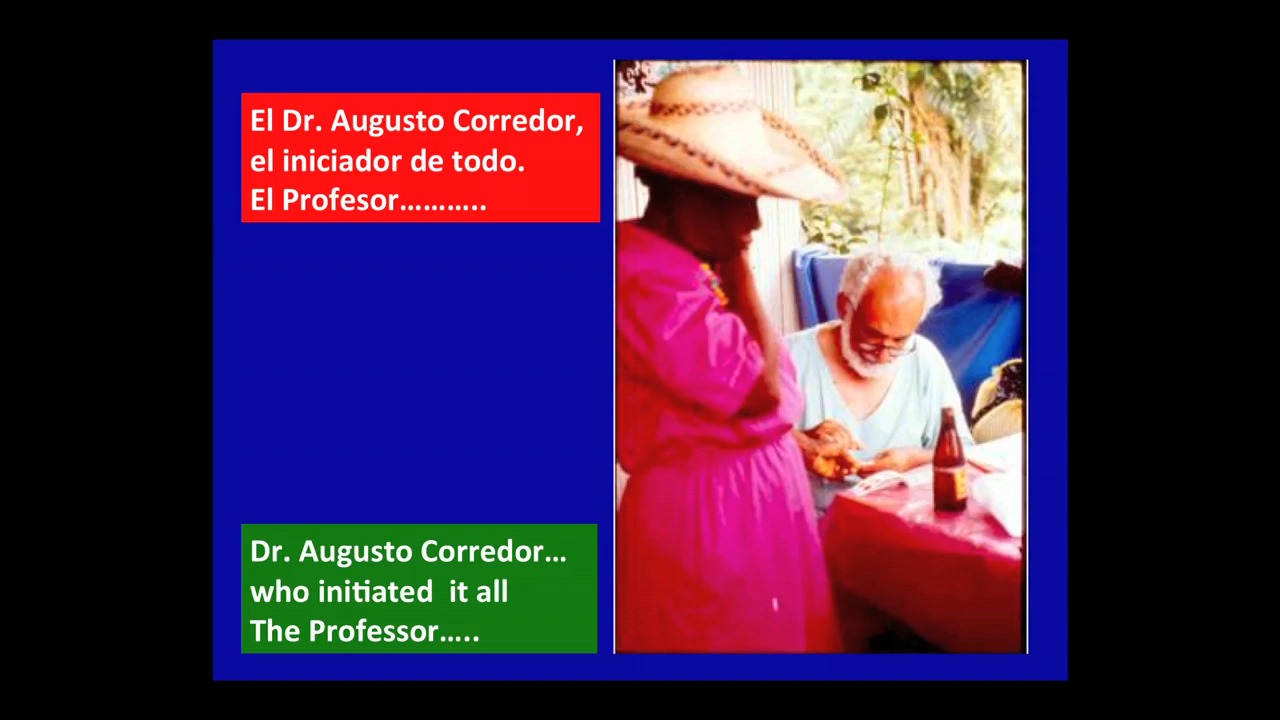 El Dr. Augusto Corredor,
el iniciador de todo.
El Profesor………..
Dr. Augusto Corredor…
who initiated  it all
The Professor…..